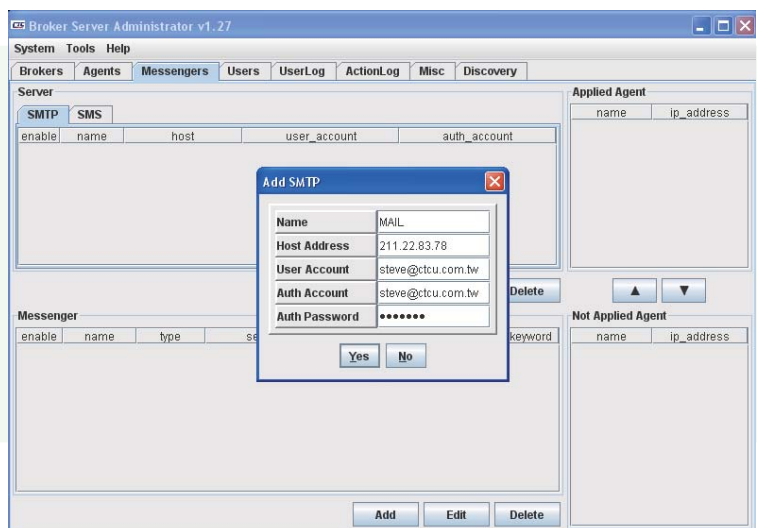 CTS Broker Server Administrator v1.27
System Tools Help
Brokers Agents Messengers Users UserLog ActionLog Misc Discovery
Server
SMTP SMS
enable name host user_account auth_account
Applied Agent
name ip_address
Add SMTP
Name MAIL
Host Address 211.22.83.78
User Account steve@ctcu.com.tw
Auth Account steve@ctcu.com.tw
Auth Password •••••••
Yes No
Delete
▲ ▼
Messenger
enable name type se keyword
Not Applied Agent
name ip_address
Add Edit Delete